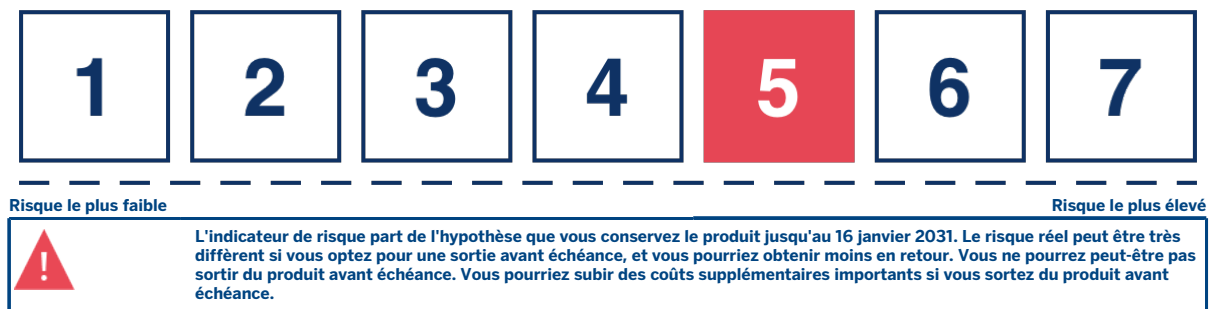 1 2 3 4 5 6 7
Risque le plus faible Risque le plus élevé
! L'indicateur de risque part de l'hypothèse que vous conservez le produit jusqu'au 16 janvier 2031. Le risque réel peut être très
différent si vous optez pour une sortie avant échéance, et vous pourriez obtenir moins en retour. Vous ne pourrez peut-être pas
sortir du produit avant échéance. Vous pourriez subir des coûts supplémentaires importants si vous sortez du produit avant
échéance.